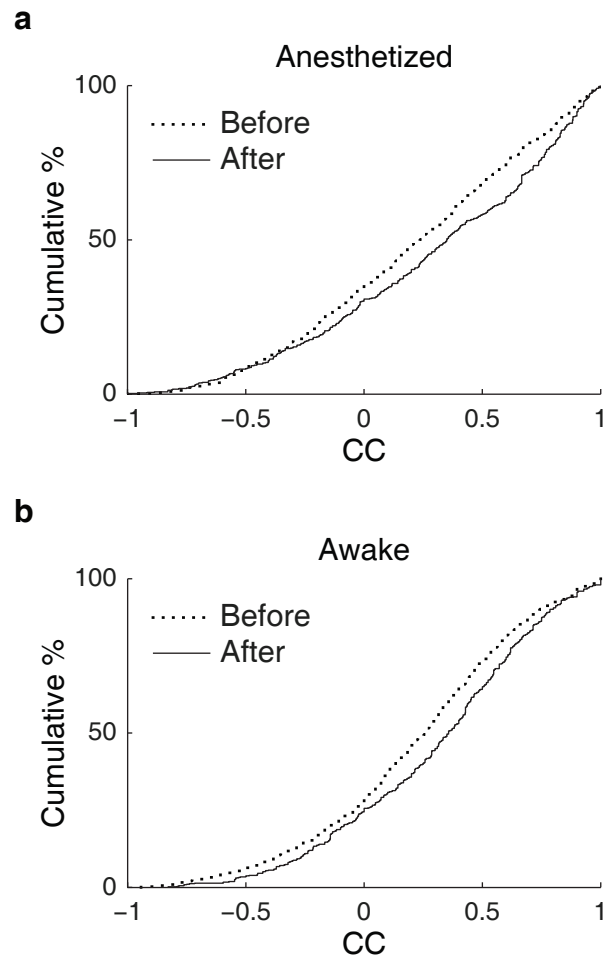 a
Anesthetized
100
Before
After
50
Cumulative %
0
−1
−0.5
0
0.5
1
CC
b
Awake
100
Before
After
50
Cumulative %
0
−1
−0.5
0
0.5
1
CC